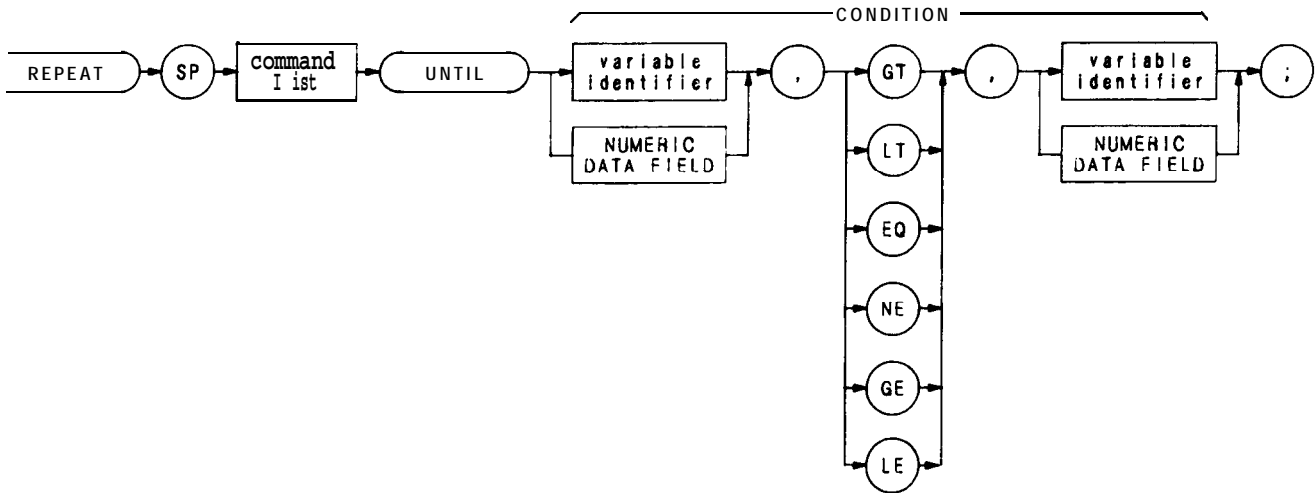 CONDITION
REPEAT SP command UNTIL variable , GT , variable ;
I ist identifier identifier
NUMERIC LT NUMERIC
DATA FIELD DATA FIELD
EQ
NE
GE
LE